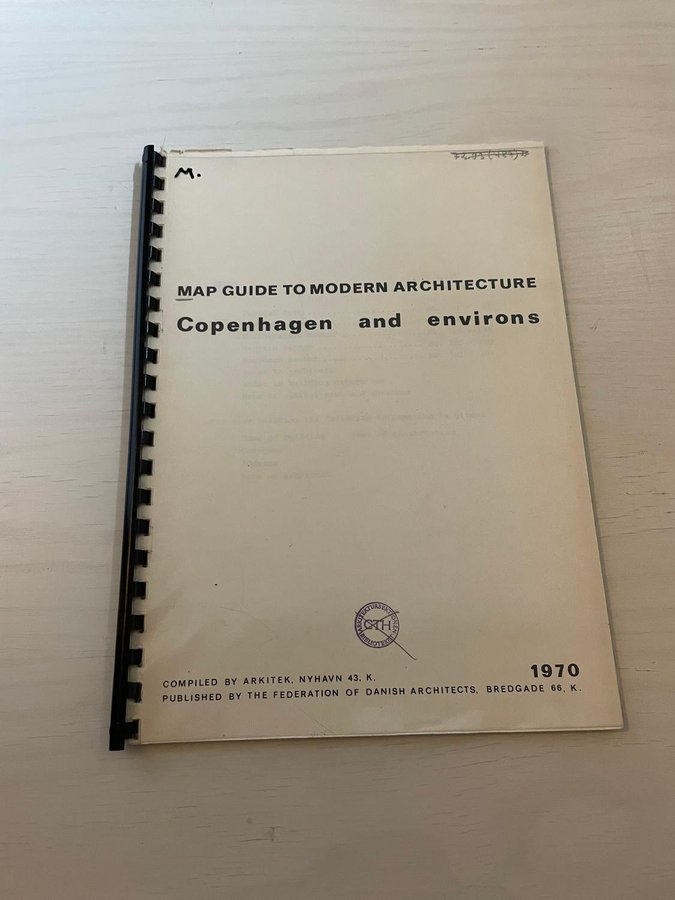 M.
MAP GUIDE TO MODERN ARCHITECTURE
Copenhagen and environs
CTH
COMPILED BY ARKITEK, NYHAVN 43, K.
1970
PUBLISHED BY THE FEDERATION OF DANISH ARCHITECTS, BREDGADE 66, K.